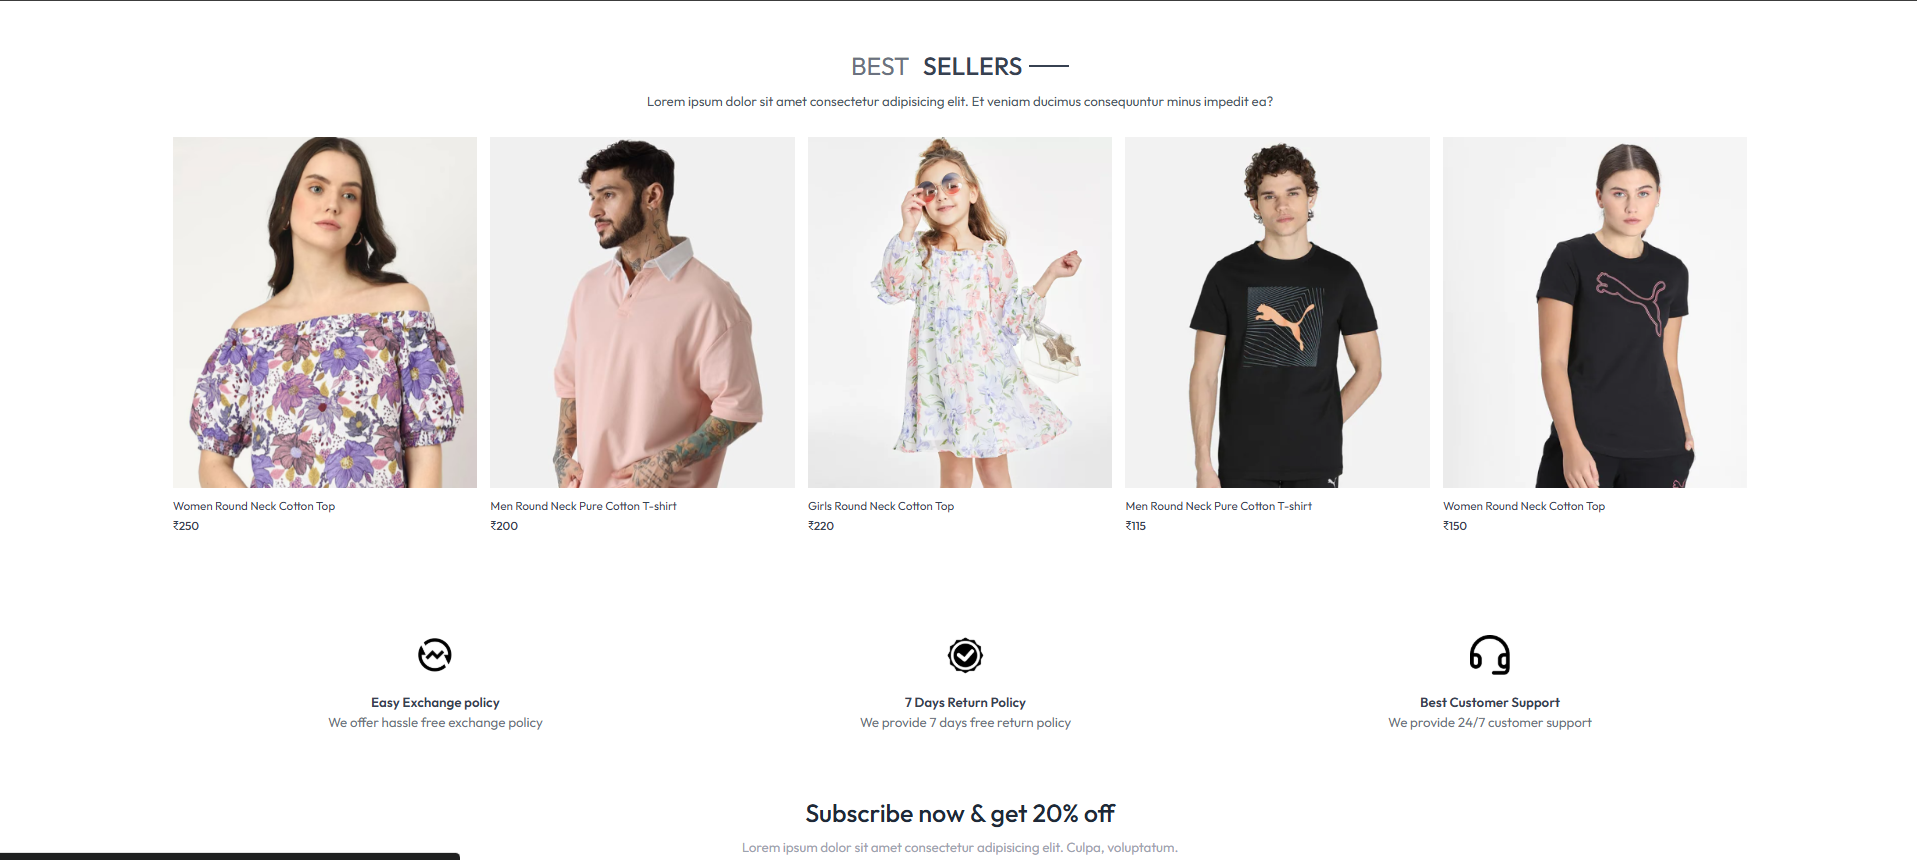 BEST SELLERS
Lorem ipsum dolor sit amet consectetur adipisicing elit. Et veniam ducimus consequuntur minus impedit ea?
Women Round Neck Cotton Top
₹250
Men Round Neck Pure Cotton T-shirt
₹200
Girls Round Neck Cotton Top
₹220
Men Round Neck Pure Cotton T-shirt
₹115
Women Round Neck Cotton Top
₹150
Easy Exchange policy
We offer hassle free exchange policy
7 Days Return Policy
We provide 7 days free return policy
Best Customer Support
We provide 24/7 customer support
Subscribe now & get 20% off
Lorem ipsum dolor sit amet consectetur adipisicing elit. Culpa, voluptatum.